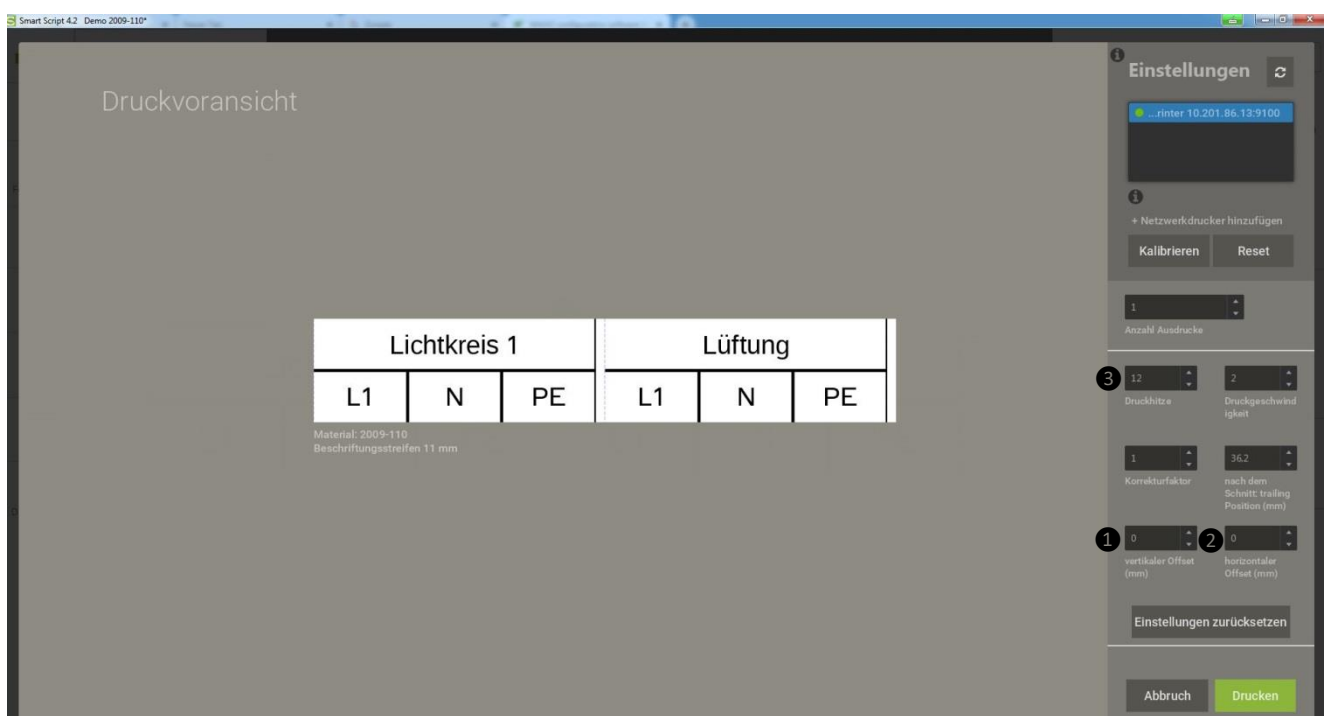 Smart Script 4.2 Demo 2009-110*
Druckvoransicht
Lichtkreis 1
Lüftung
L1 N PE L1 N PE
Material: 2009-110
Beschriftungsstreifen 11 mm
Einstellungen
...rinter 10.201.86.13:9100
+ Netzwerkdrucker hinzufügen
Kalibrieren
Reset
1
Anzahl Ausdrucke
3
12
Druckhitze
2
Druckgeschwind
igkeit
1
Korrekturfaktor
36.2
nach dem
Schnitt: trailing
Position (mm)
1
0
vertikaler Offset
(mm)
2
0
horizontaler
Offset (mm)
Einstellungen zurücksetzen
Abbruch
Drucken